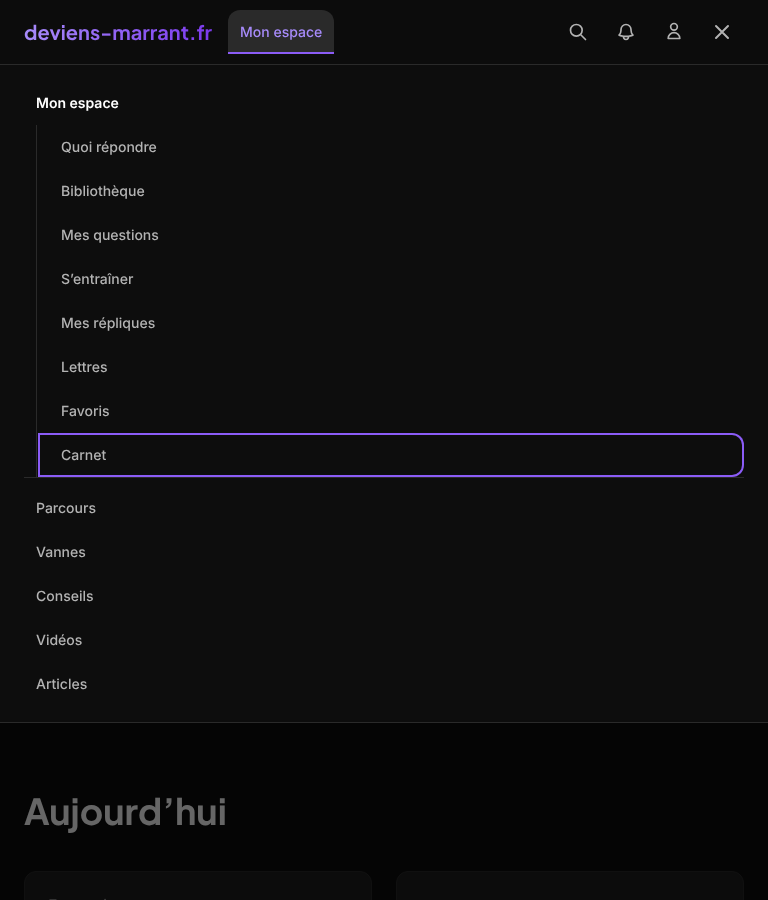 deviens-marrant.fr Mon espace
Mon espace
Quoi répondre
Bibliothèque
Mes questions
S’entraîner
Mes répliques
Lettres
Favoris
Carnet
Parcours
Vannes
Conseils
Vidéos
Articles
Aujourd’hui